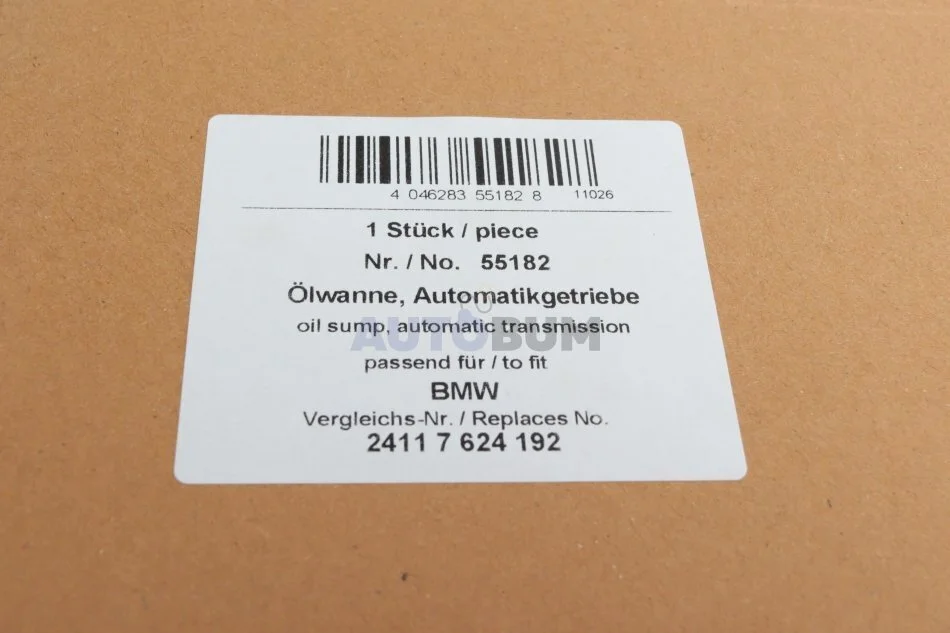 4 046283 55182 8 11026
1 Stück / piece
Nr. / No. 55182
Ölwanne, Automatikgetriebe
oil sump, automatic transmission
AUTOBUM
passend für / to fit
BMW
Vergleichs-Nr. / Replaces No.
2411 7 624 192